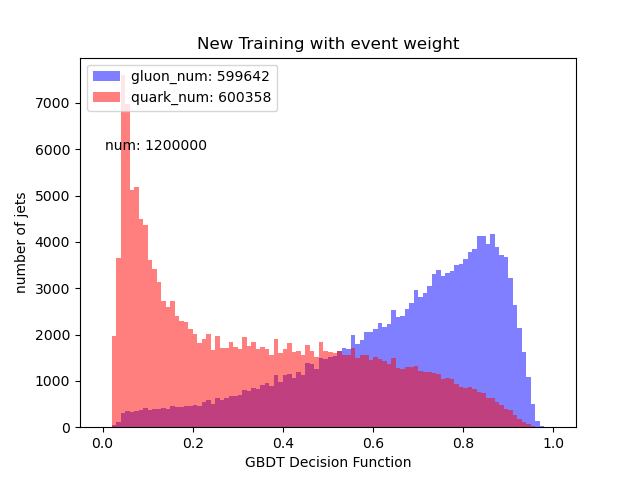 New Training with event weight
gluon_num: 599642
quark_num: 600358
num: 1200000
number of jets
7000
6000
5000
4000
3000
2000
1000
0
0.0 0.2 0.4 0.6 0.8 1.0
GBDT Decision Function